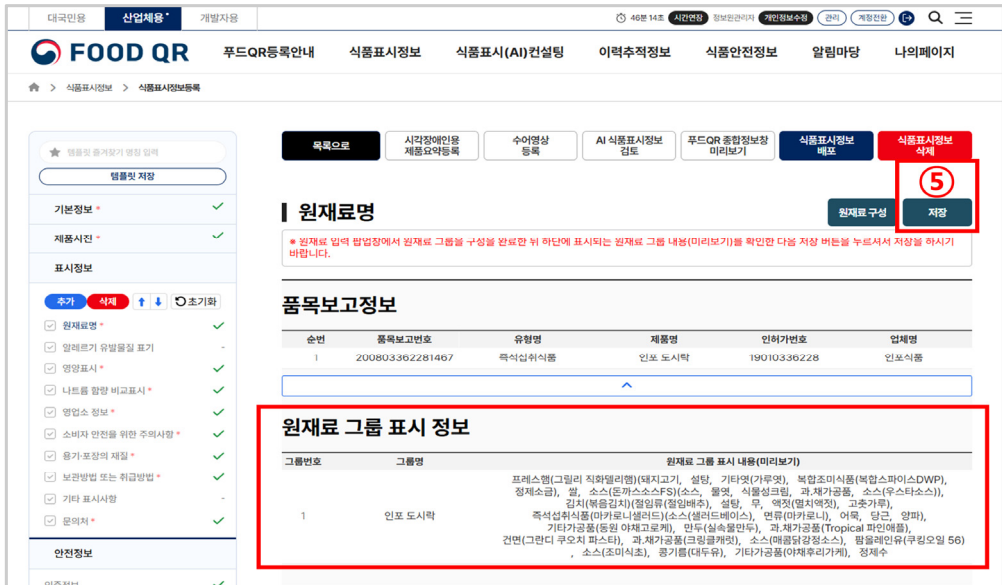 대국민용 산업체용 개발자용 46분 14초 시간연장 정보원관리자 개인정보수정 관리 계정전환
FOOD QR 푸드QR등록안내 식품표시정보 식품표시(AI)컨설팅 이력추적정보 식품안전정보 알림마당 나의페이지
> 식품표시정보 > 식품표시정보등록
템플릿 즐겨찾기 명칭 입력
템플릿 저장
기본정보 *
제품사진 *
표시정보
추가 삭제 초기화
원재료명 *
알레르기 유발물질 표기 -
영양표시 *
나트륨 함량 비교표시 *
영업소 정보 *
소비자 안전을 위한 주의사항 *
용기·포장의 재질 *
보관방법 또는 취급방법 *
기타 표시사항 -
문의처 *
안전정보
인증정보
목록으로
시각장애인용 제품요약등록
수어영상 등록
AI 식품표시정보 검토
푸드QR 종합정보창 미리보기
식품표시정보 배포
식품표시정보 삭제
⑤
원재료명
원재료 구성 저장
※ 원재료 입력 팝업창에서 원재료 그룹을 구성을 완료한 뒤 하단에 표시되는 원재료 그룹 내용(미리보기)를 확인한 다음 저장 버튼을 누르셔서 저장을 하시기
바랍니다.
품목보고정보
순번 품목보고번호 유형명 제품명 인허가번호 업체명
1 200803362281467 즉석섭취식품 인포 도시락 19010336228 인포식품
원재료 그룹 표시 정보
그룹번호 그룹명 원재료 그룹 표시 내용(미리보기)
1 인포 도시락
프레스햄(그릴리 직화델리햄)(돼지고기, 설탕, 기타엿(가루엿), 복합조미식품(복합스파이스DWP),
정제소금), 쌀, 소스(돈까스소스FS)(소스, 물엿, 식물성크림, 과.채가공품, 소스(우스타소스)),
김치(볶음김치)(절임류(절임배추), 설탕, 무, 액젓(멸치액젓), 고춧가루),
즉석섭취식품(마카로니샐러드)(소스(샐러드베이스), 면류(마카로니), 어묵, 당근, 양파),
기타가공품(동원 야채고로케), 만두(실속물만두), 과.채가공품(Tropical 파인애플),
건면(그란디 쿠오치 파스타), 과.채가공품(크링클캐럿), 소스(매콤닭강정소스), 팜올레인유(쿠킹오일 56)
, 소스(조미식초), 콩기름(대두유), 기타가공품(야채후리가케), 정제수